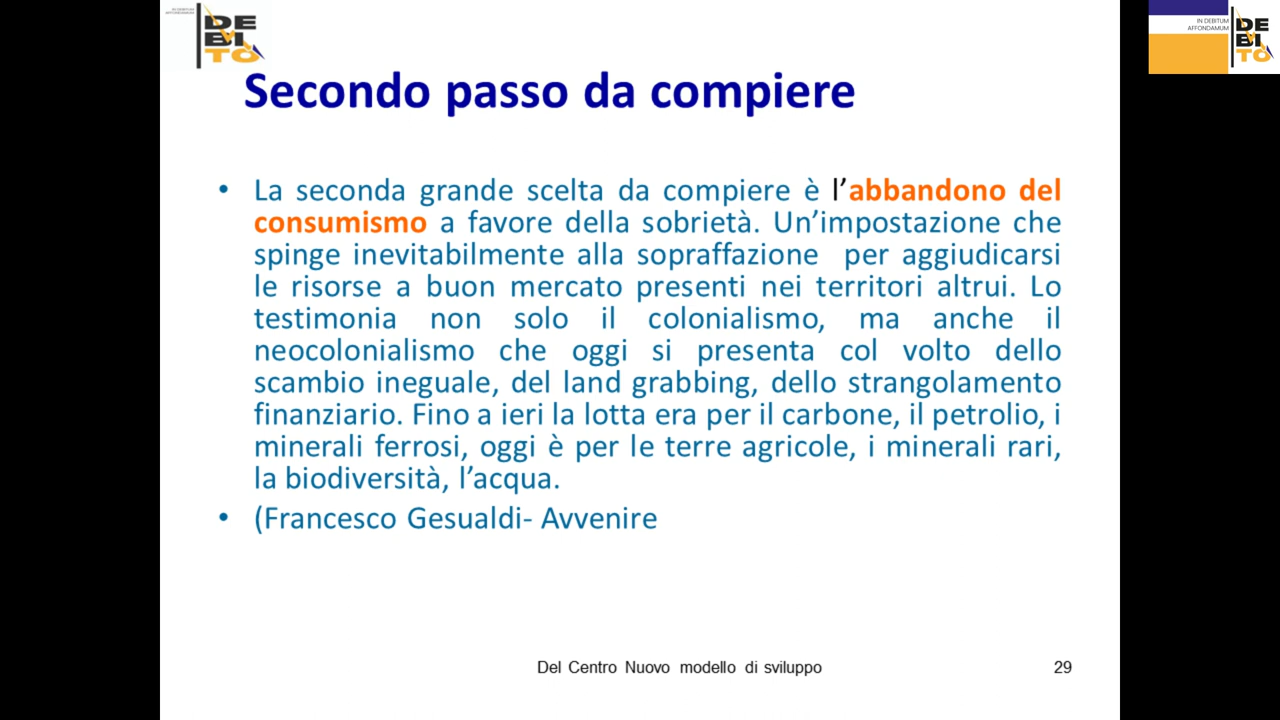 IN DEBITUM
AFFONDAMUM
DE
BI
TO
IN DEBITUM
AFFONDAMUM
DE
BI
TO
Secondo passo da compiere
• La seconda grande scelta da compiere è l’abbandono del
consumismo a favore della sobrietà. Un’impostazione che
spinge inevitabilmente alla sopraffazione per aggiudicarsi
le risorse a buon mercato presenti nei territori altrui. Lo
testimonia non solo il colonialismo, ma anche il
neocolonialismo che oggi si presenta col volto dello
scambio ineguale, del land grabbing, dello strangolamento
finanziario. Fino a ieri la lotta era per il carbone, il petrolio, i
minerali ferrosi, oggi è per le terre agricole, i minerali rari,
la biodiversità, l’acqua.
• (Francesco Gesualdi- Avvenire
Del Centro Nuovo modello di sviluppo
29